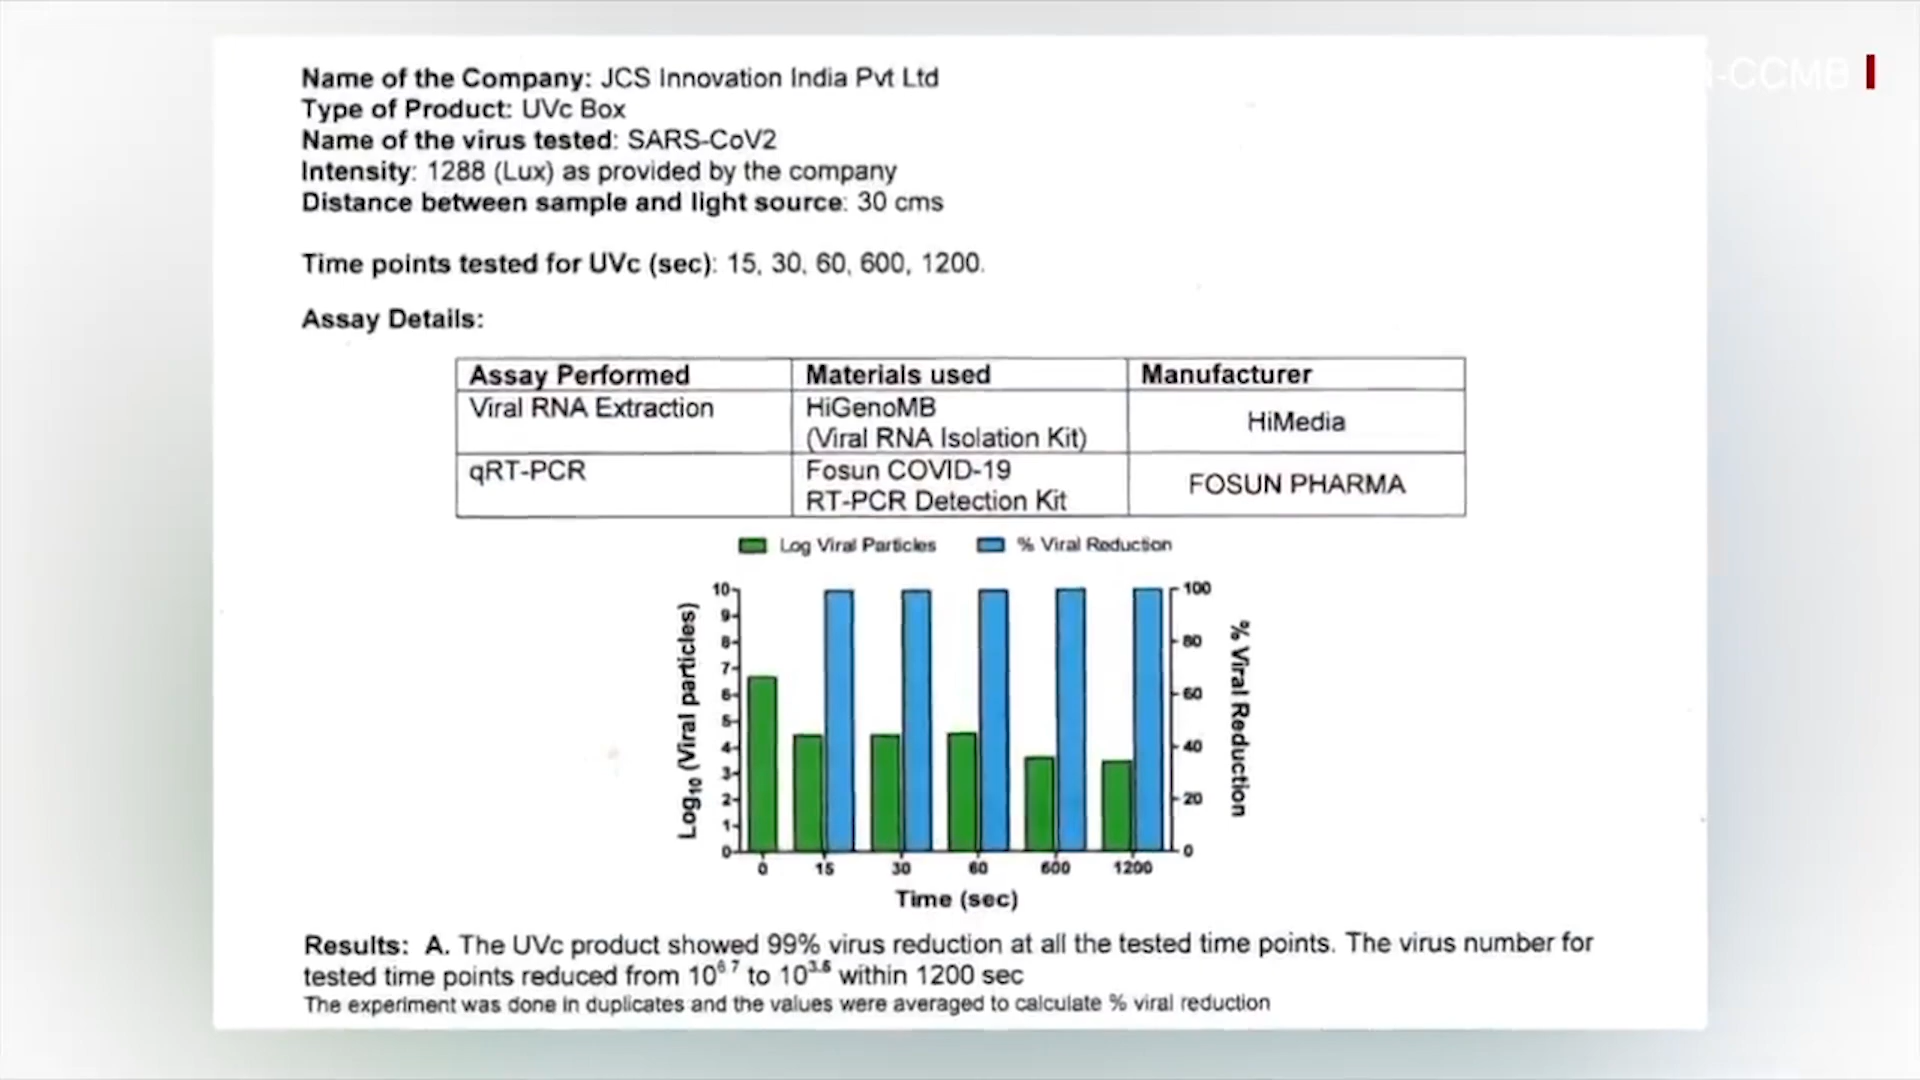 -CCMB
Name of the Company: JCS Innovation India Pvt Ltd
Type of Product: UVc Box
Name of the virus tested: SARS-CoV2
Intensity: 1288 (Lux) as provided by the company
Distance between sample and light source: 30 cms
Time points tested for UVc (sec): 15, 30, 60, 600, 1200.
Assay Details:
Assay Performed Materials used Manufacturer
Viral RNA Extraction HiGenoMB
(Viral RNA Isolation Kit) HiMedia
qRT-PCR Fosun COVID-19
RT-PCR Detection Kit FOSUN PHARMA
Log Viral Particles % Viral Reduction
Log10 (Viral particles)
10
9
8
7
6
5
4
3
2
1
0
100
80
60
40
20
0
% Viral Reduction
0 15 30 60 600 1200
Time (sec)
Results: A. The UVc product showed 99% virus reduction at all the tested time points. The virus number for
tested time points reduced from 10^6.7 to 10^3.5 within 1200 sec
The experiment was done in duplicates and the values were averaged to calculate % viral reduction